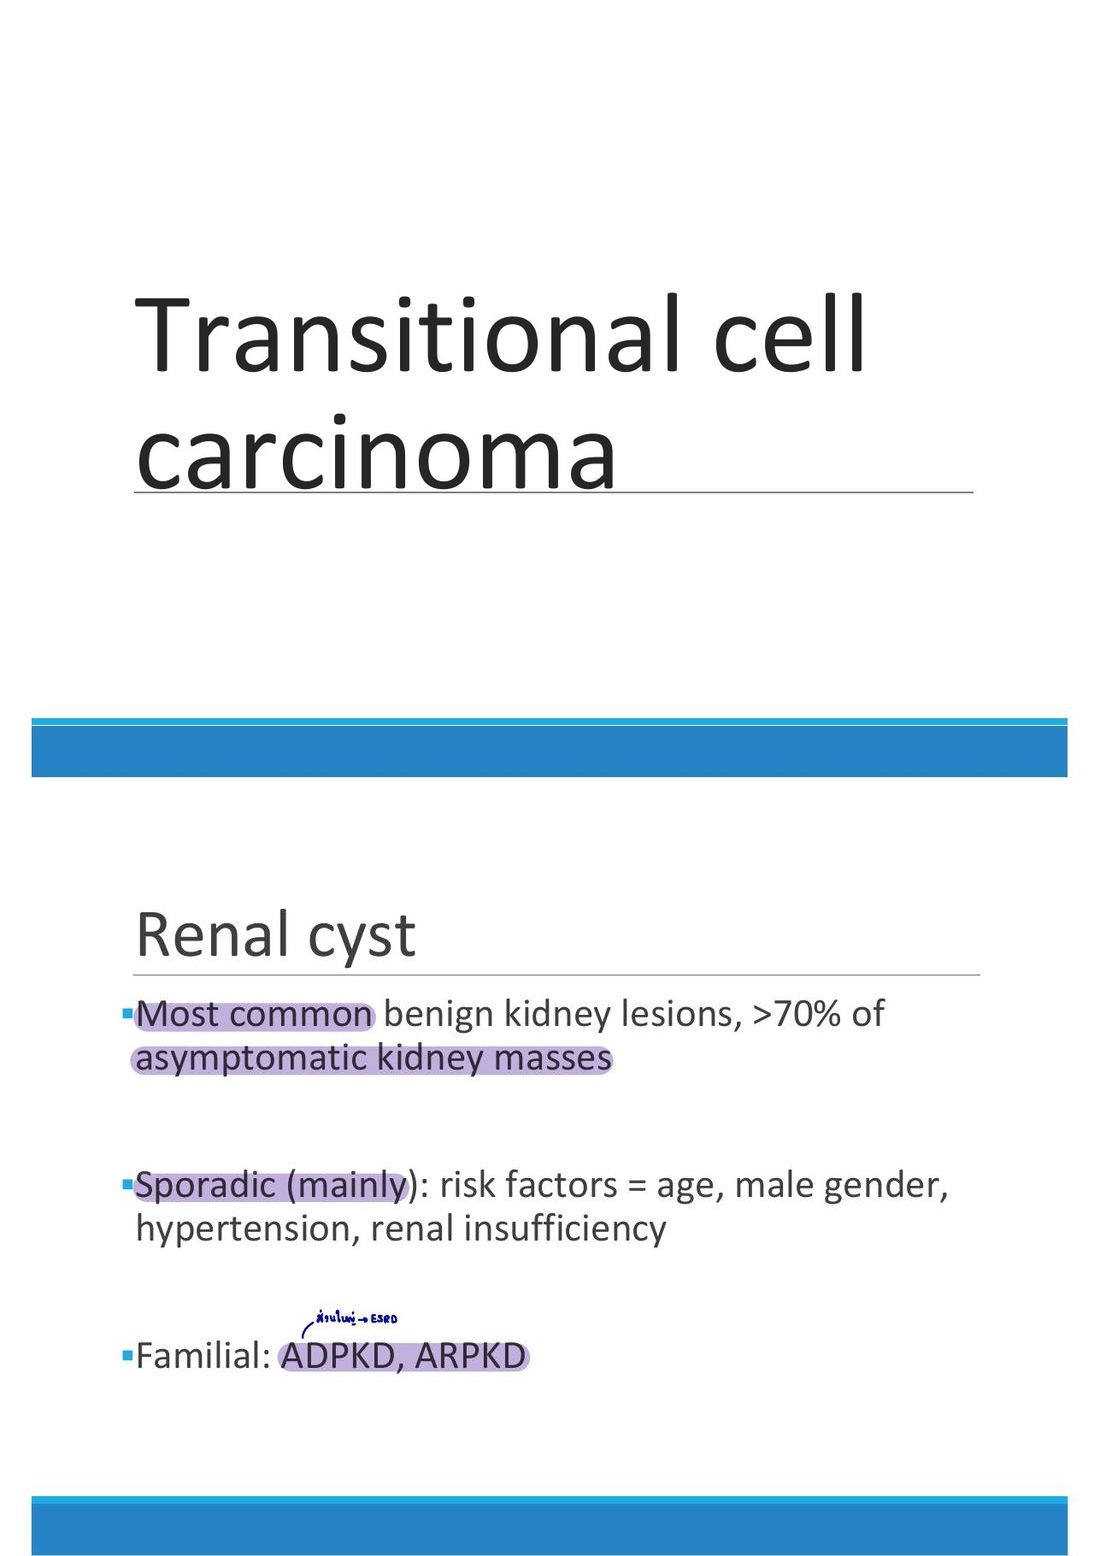 Transitional cell
carcinoma
Renal cyst
▪Most common benign kidney lesions, >70% of
asymptomatic kidney masses
▪Sporadic (mainly): risk factors = age, male gender,
hypertension, renal insufficiency
ส่วนใหญ่ → ESRD
▪Familial: ADPKD, ARPKD